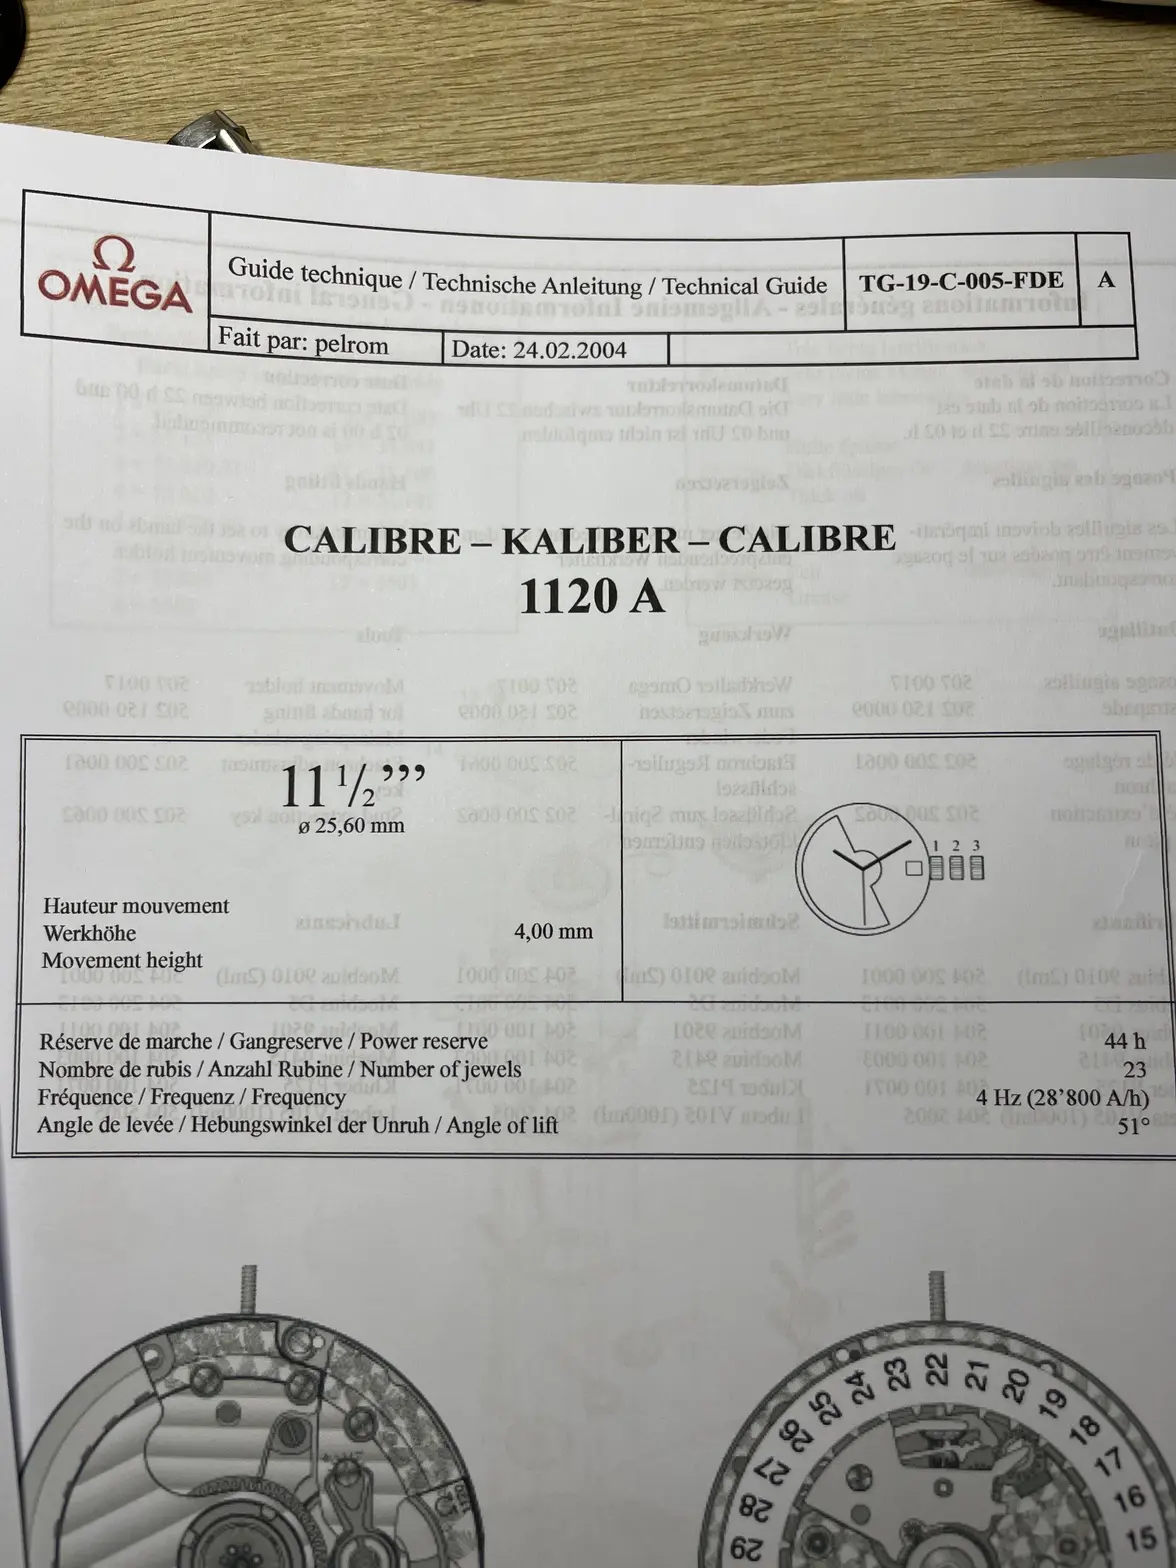 Ω
OMEGA
Guide technique / Technische Anleitung / Technical Guide
TG-19-C-005-FDE
A
Fait par: pelrom
Date: 24.02.2004
CALIBRE – KALIBER – CALIBRE
1120 A
11 ½ ’’’
ø 25,60 mm
Hauteur mouvement
Werkhöhe 4,00 mm
Movement height
1 2 3
Réserve de marche / Gangreserve / Power reserve 44 h
Nombre de rubis / Anzahl Rubine / Number of jewels 23
Fréquence / Frequenz / Frequency 4 Hz (28’800 A/h)
Angle de levée / Hebungswinkel der Unruh / Angle of lift 51°
29 28 27 26 25 24 23 22 21 20 19 18 17 16 15